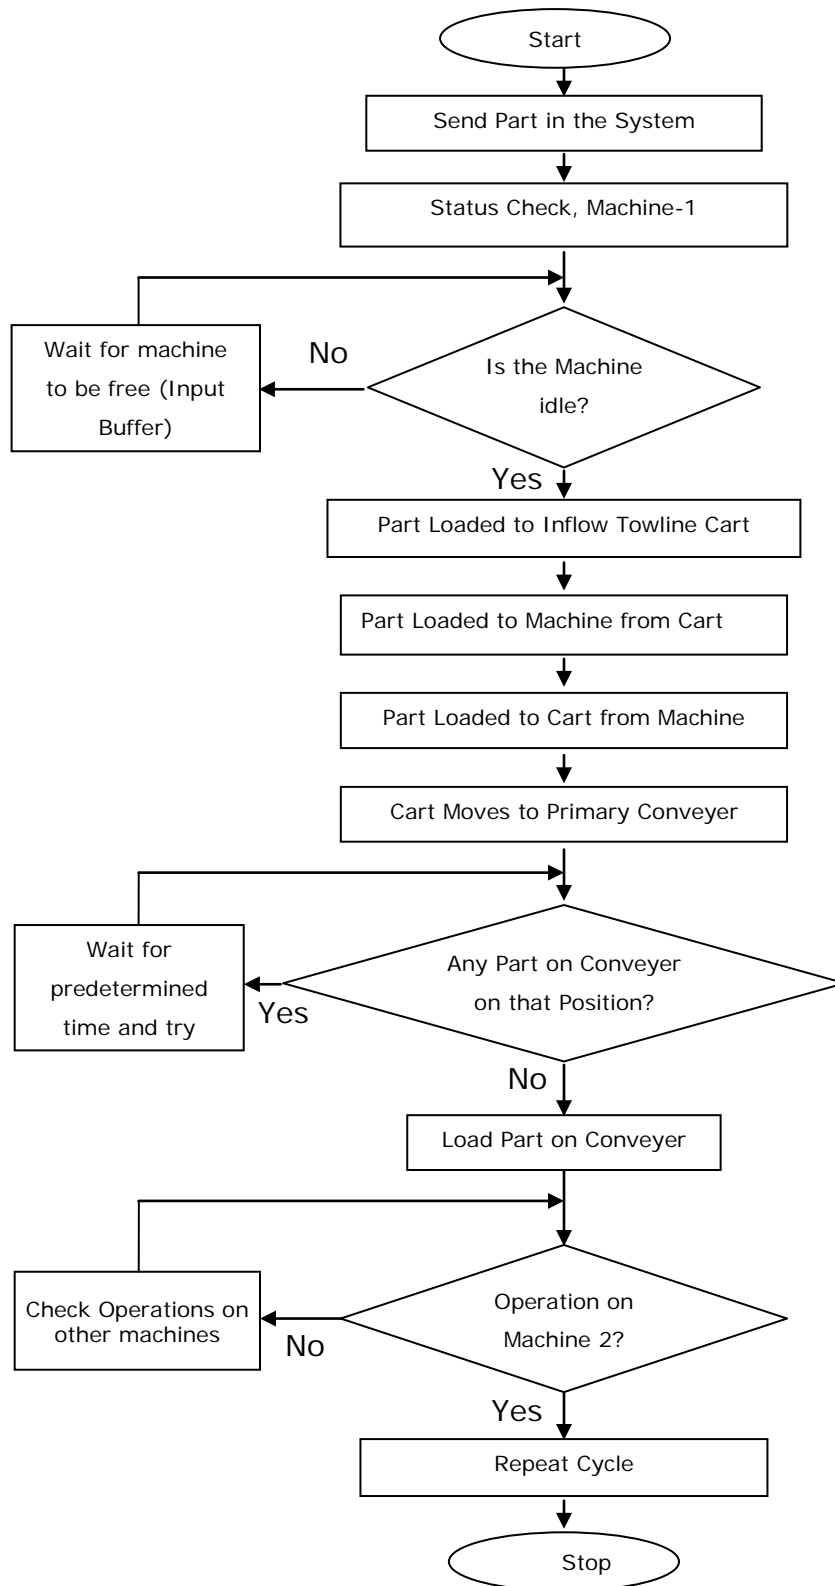 Start
Send Part in the System
Status Check, Machine-1
Wait for machine
to be free (Input
Buffer)
No
Is the Machine
idle?
Yes
Part Loaded to Inflow Towline Cart
Part Loaded to Machine from Cart
Part Loaded to Cart from Machine
Cart Moves to Primary Conveyer
Wait for
predetermined
time and try
Yes
Any Part on Conveyer
on that Position?
No
Load Part on Conveyer
Check Operations on
other machines
No
Operation on
Machine 2?
Yes
Repeat Cycle
Stop